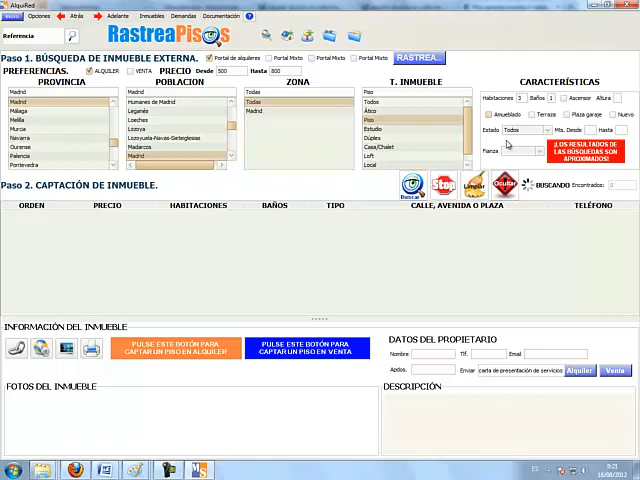 AlquiRed
Inicio Opciones Atrás Adelante Inmuebles Demandas Documentación
Referencia
RastreaPisos
Paso 1. BÚSQUEDA DE INMUEBLE EXTERNA. Portal de alquileres Portal Mixto Portal Mixto Portal Mixto RASTREA...
PREFERENCIAS. ALQUILER VENTA PRECIO Desde 500 Hasta 800
PROVINCIA POBLACION ZONA T. INMUEBLE CARACTERÍSTICAS
Madrid Madrid Todas Piso
Madrid Humanes de Madrid Todas Todos
Málaga Leganés Madrid Ático
Melilla Loeches Piso
Murcia Lozoya Estudio
Navarra Lozoyuela-Navas-Sieteiglesias Dúplex
Ourense Madarcos Casa/Chalet
Palencia Madrid Loft
Pontevedra Local
Habitaciones 3 Baños 1 Ascensor Altura
Amueblado Terraza Plaza garaje Nuevo
Estado Todos Mts. Desde Hasta
Fianza
¡LOS RESULTADOS DE
LAS BÚSQUEDAS SON
APROXIMADOS!
Paso 2. CAPTACIÓN DE INMUEBLE.
Buscar Stop Limpiar Ocultar BUSCANDO Encontrados: 0
ORDEN PRECIO HABITACIONES BAÑOS TIPO CALLE, AVENIDA O PLAZA TELÉFONO
INFORMACIÓN DEL INMUEBLE
PULSE ESTE BOTÓN PARA
CAPTAR UN PISO EN ALQUILER
PULSE ESTE BOTÓN PARA
CAPTAR UN PISO EN VENTA
DATOS DEL PROPIETARIO
Nombre Tlf. Email
Apdos. Enviar carta de presentación de servicios Alquiler Venta
FOTOS DEL INMUEBLE
DESCRIPCIÓN
ES 0:21
16/08/2012